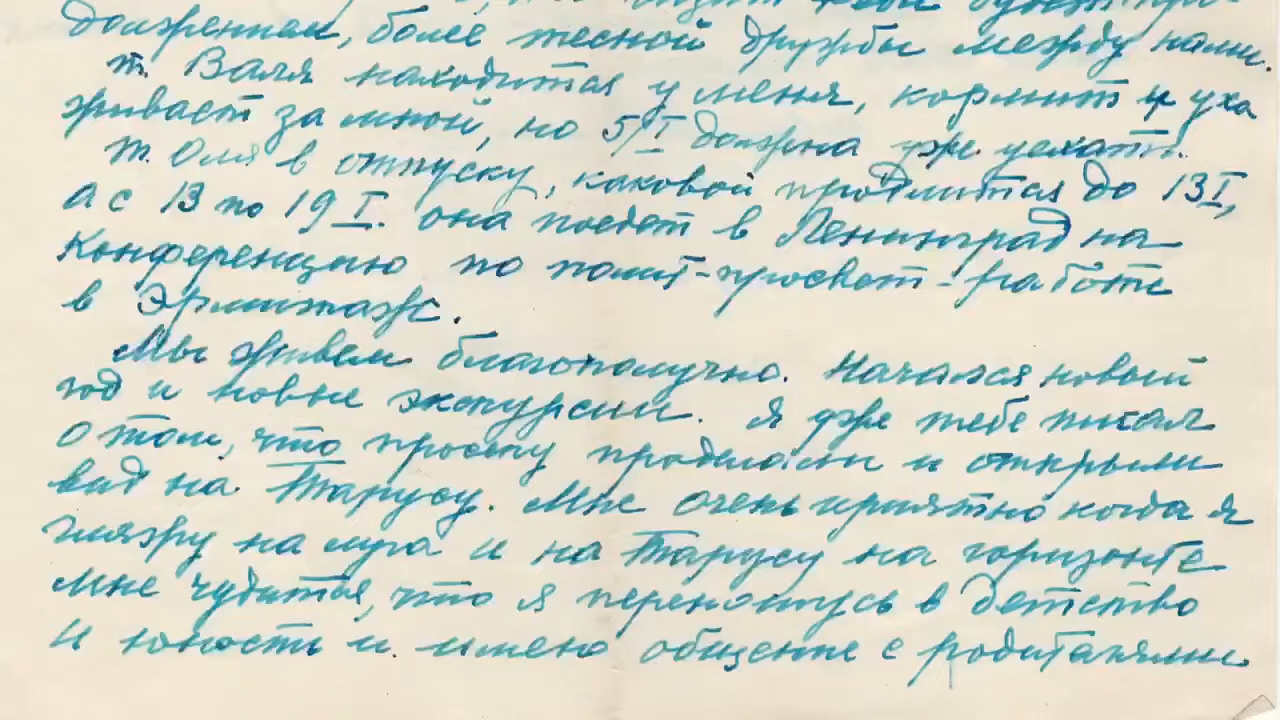 долженном, более тесной дружбы между нами.
т. Валя находится у меня, кормит и уха
живает за мной, но 5/I должна уже уехать.
т. Оля в отпуску, каковой продлится до 13 I,
а с 13 по 19 I. она поедет в Ленинград на
Конференцию по полит-просвет-работе
в Эрмитаже.
Мы живем благополучно. Начался новый
год и новые экскурсии. Я уже тебе писал
о том, что просеку проделали и открыли
вид на Тарусу. Мне очень приятно когда я
гляжу на луга и на Тарусу на горизонте
мне чудится, что я переношусь в детство
и юность и имею общение с родителями.